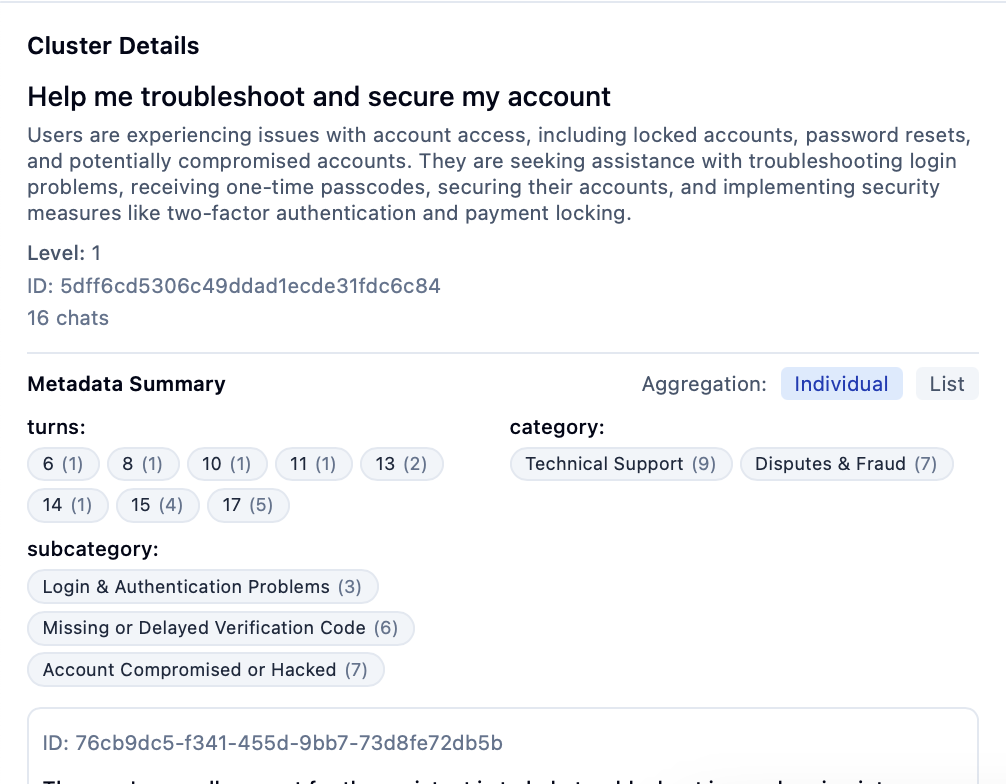 Cluster Details
Help me troubleshoot and secure my account
Users are experiencing issues with account access, including locked accounts, password resets,
and potentially compromised accounts. They are seeking assistance with troubleshooting login
problems, receiving one-time passcodes, securing their accounts, and implementing security
measures like two-factor authentication and payment locking.
Level: 1
ID: 5dff6cd5306c49ddad1ecde31fdc6c84
16 chats
Metadata Summary
Aggregation: Individual List
turns:
6 (1) 8 (1) 10 (1) 11 (1) 13 (2)
14 (1) 15 (4) 17 (5)
category:
Technical Support (9) Disputes & Fraud (7)
subcategory:
Login & Authentication Problems (3)
Missing or Delayed Verification Code (6)
Account Compromised or Hacked (7)
ID: 76cb9dc5-f341-455d-9bb7-73d8fe72db5b